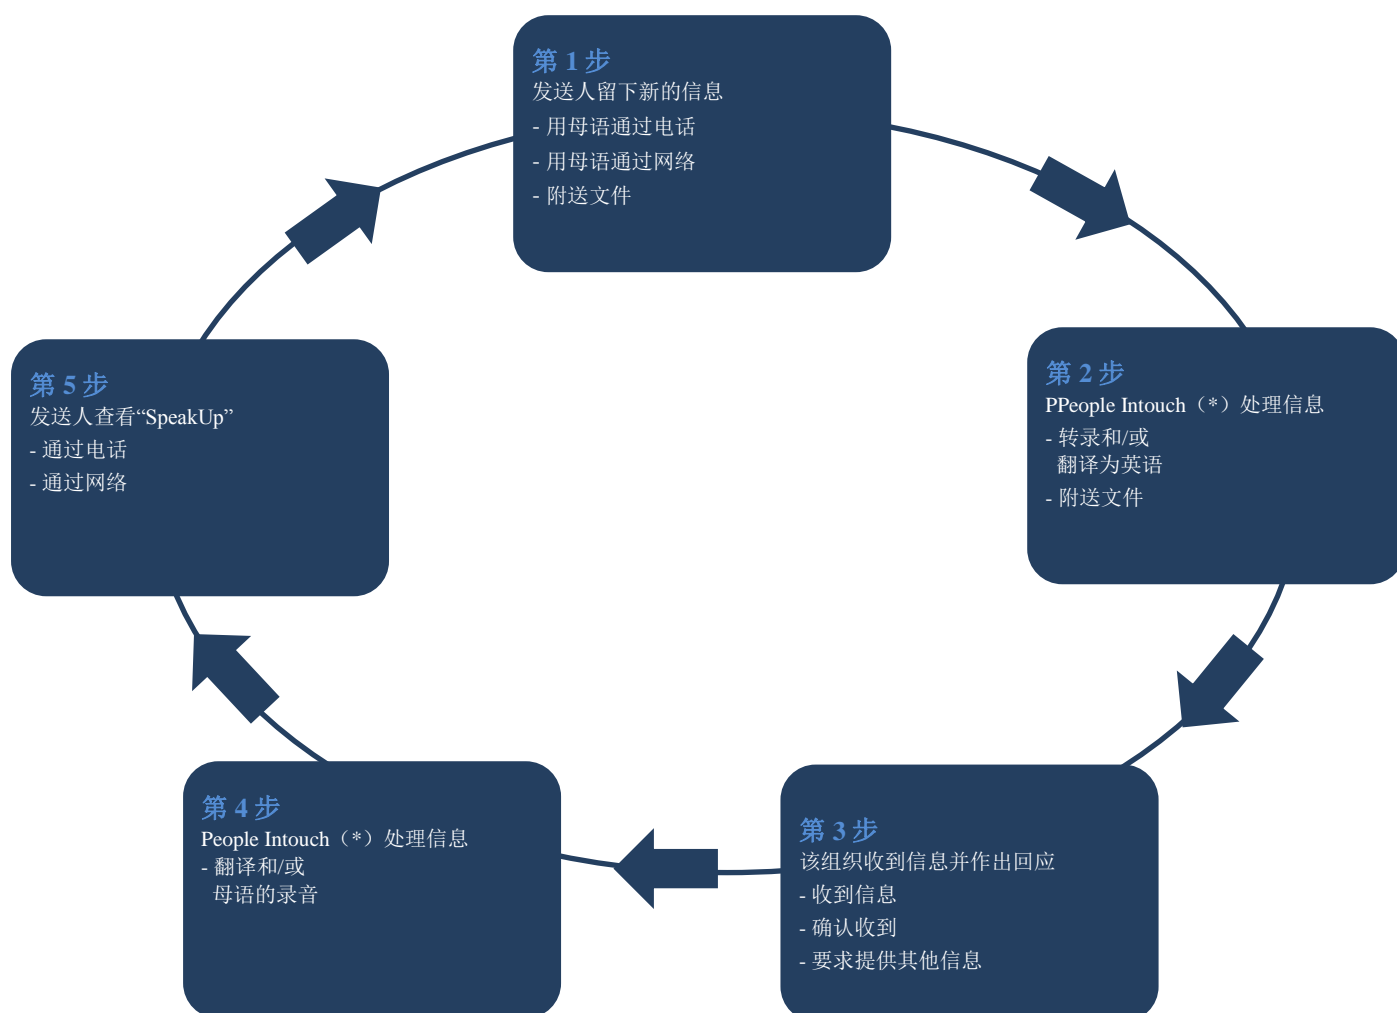 第 1 步
发送人留下新的信息
- 用母语通过电话
- 用母语通过网络
- 附送文件
第 2 步
PPeople Intouch（*）处理信息
- 转录和/或
翻译为英语
- 附送文件
第 3 步
该组织收到信息并作出回应
- 收到信息
- 确认收到
- 要求提供其他信息
第 4 步
People Intouch（*）处理信息
- 翻译和/或
母语的录音
第 5 步
发送人查看“SpeakUp”
- 通过电话
- 通过网络